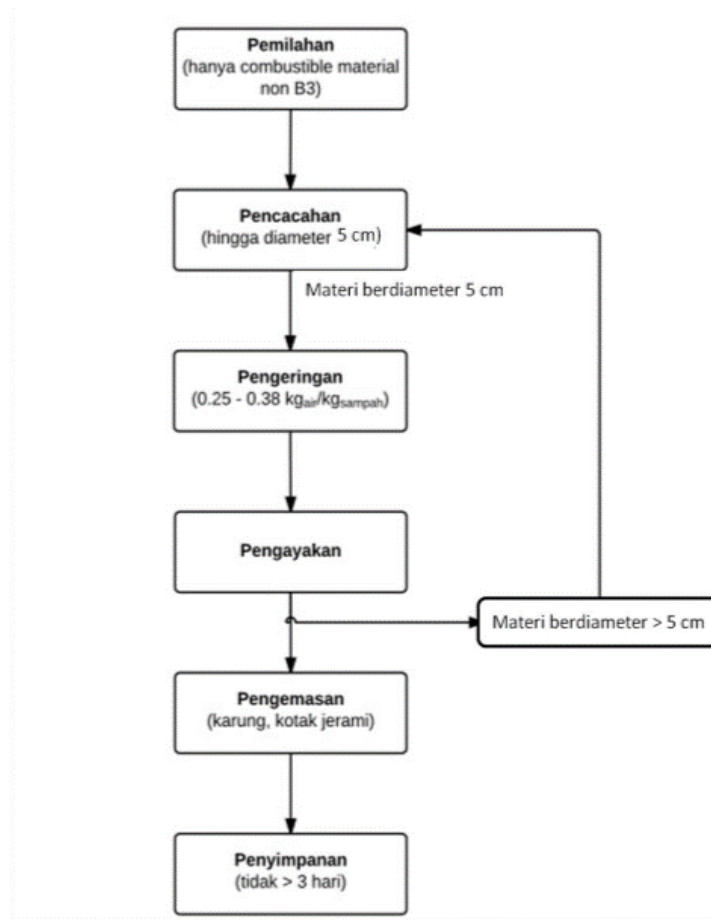 Pemilahan
(hanya combustible material
non B3)
Pencacahan
(hingga diameter 5 cm)
Materi berdiameter 5 cm
Pengeringan
(0.25 - 0.38 kgair/kgsampah)
Pengayakan
Materi berdiameter > 5 cm
Pengemasan
(karung, kotak jerami)
Penyimpanan
(tidak > 3 hari)